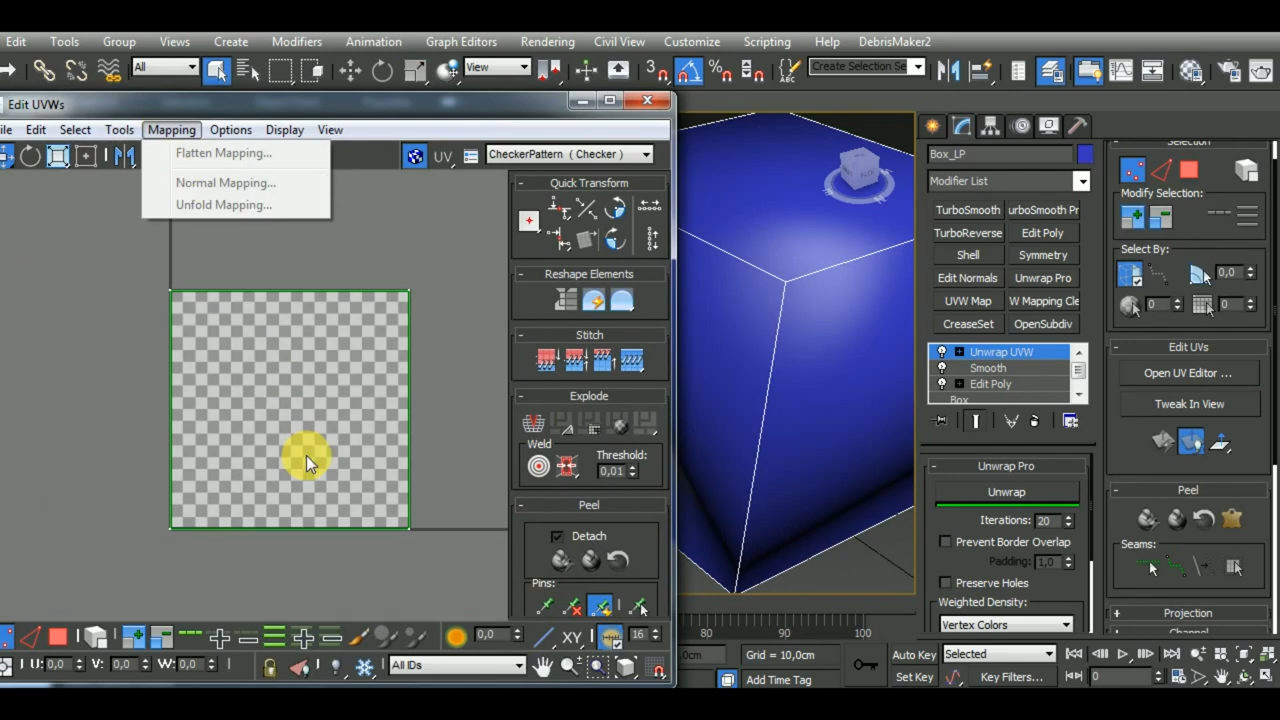 Edit Tools Group Views Create Modifiers Animation Graph Editors Rendering Civil View Customize Scripting Help DebrisMaker2
All View 3 Create Selection Se
Edit UVWs
ile Edit Select Tools Mapping Options Display View
UV CheckerPattern ( Checker )
Flatten Mapping...
Normal Mapping...
Unfold Mapping...
Quick Transform
Reshape Elements
Stitch
Explode
Weld
Threshold:
0,01
Peel
Detach
Pins:
0,0 XY 16
U: 0,0 V: 0,0 W: 0,0 All IDs
80 90 100
,0cm Grid = 10,0cm
Add Time Tag
Auto Key Selected
Set Key Key Filters... 0
Box_LP
Modifier List
TurboSmooth urboSmooth Pr
TurboReverse Edit Poly
Shell Symmetry
Edit Normals Unwrap Pro
UVW Map W Mapping Cle
CreaseSet OpenSubdiv
Unwrap UVW
Smooth
Edit Poly
Box
Unwrap Pro
Unwrap
Iterations: 20
Prevent Border Overlap
Padding: 1,0
Preserve Holes
Weighted Density:
Vertex Colors
Selection
Modify Selection:
Select By:
0,0
0 0
Edit UVs
Open UV Editor ...
Tweak In View
Peel
Seams:
Projection
Channel